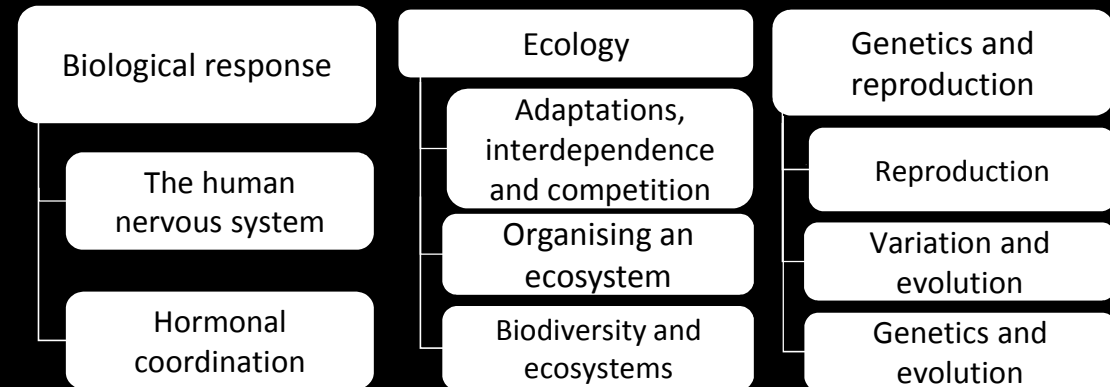 Biological response
The human
nervous system
Hormonal
coordination
Ecology
Adaptations,
interdependence
and competition
Organising an
ecosystem
Biodiversity and
ecosystems
Genetics and
reproduction
Reproduction
Variation and
evolution
Genetics and
evolution